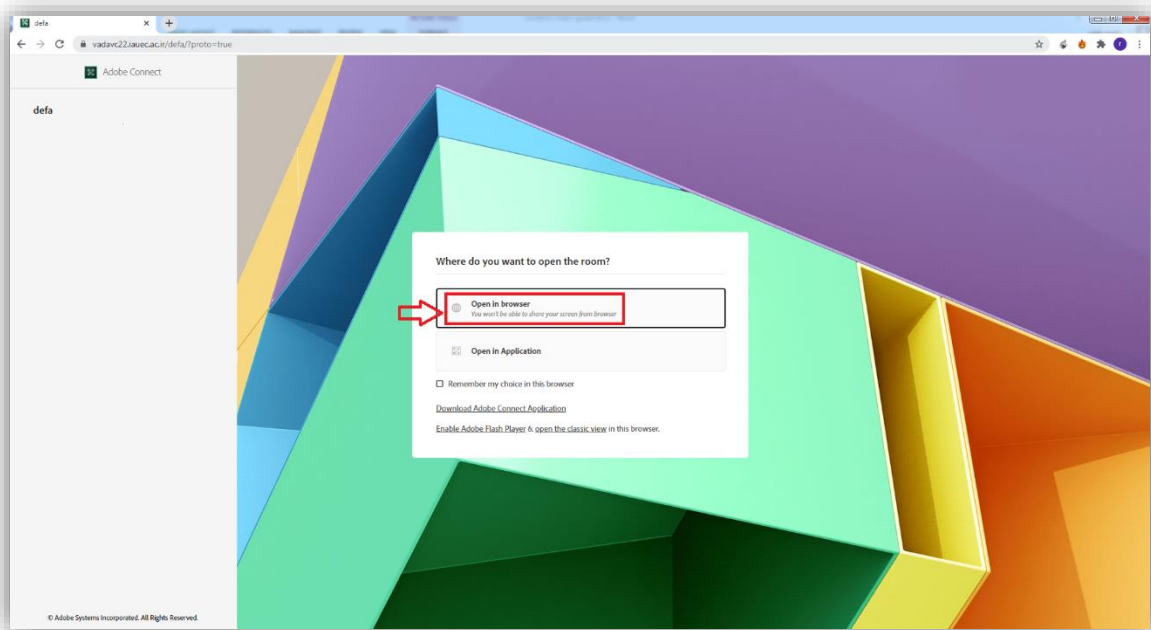 defa
vadavc22.iauec.ac.ir/defa/?proto=true
Adobe Connect
defa
Where do you want to open the room?
Open in browser
You won't be able to share your screen from browser
Open in Application
Remember my choice in this browser
Download Adobe Connect Application
Enable Adobe Flash Player & open the classic view in this browser.
© Adobe Systems Incorporated. All Rights Reserved.